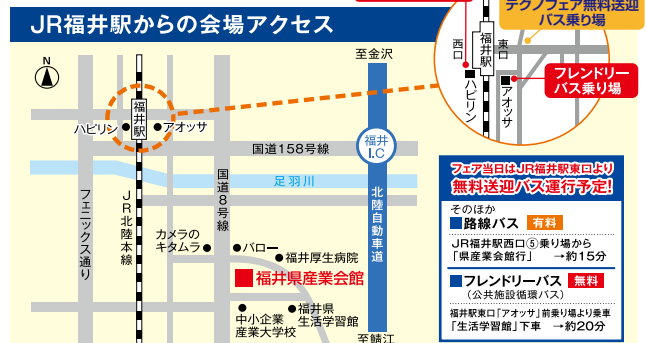 JR福井駅からの会場アクセス
テクノフェア無料送迎
バス乗り場
西口
福井駅
東口
ハピリン
アオッサ
フレンドリー
バス乗り場
N
至金沢
ハピリン
福井駅
アオッサ
国道158号線
福井
I.C
足羽川
フェニックス通り
JR北陸本線
国道8号線
北陸自動車道
カメラの
キタムラ
バロー
福井厚生病院
福井県産業会館
中小企業
産業大学校
福井県
生活学習館
至鯖江
フェア当日はJR福井駅東口より
無料送迎バス運行予定!
そのほか
路線バス 有料
JR福井駅西口⑤乗り場から
「県産業会館行」 →約15分
フレンドリーバス 無料
(公共施設循環バス)
福井駅東口「アオッサ」前乗り場より乗車
「生活学習館」下車 →約20分